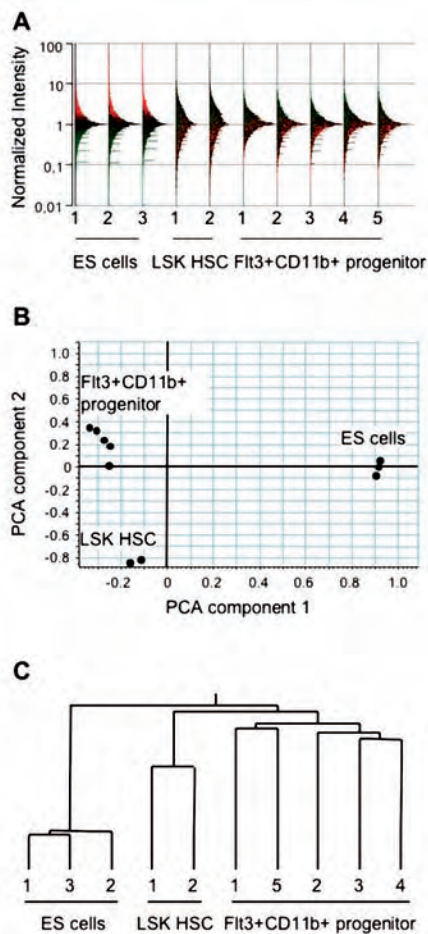 A
Normalized Intensity
100
10
1
0,1
0,01
1 2 3 1 2 1 2 3 4 5
ES cells LSK HSC Flt3+CD11b+ progenitor
B
PCA component 2
1.0
0.8
0.6
0.4
0.2
0
-0.2
-0.4
-0.6
-0.8
Flt3+CD11b+
progenitor
ES cells
LSK HSC
-0.2 0 0.2 0.4 0.6 0.8 1.0
PCA component 1
C
1 3 2 1 2 1 5 2 3 4
ES cells LSK HSC Flt3+CD11b+ progenitor